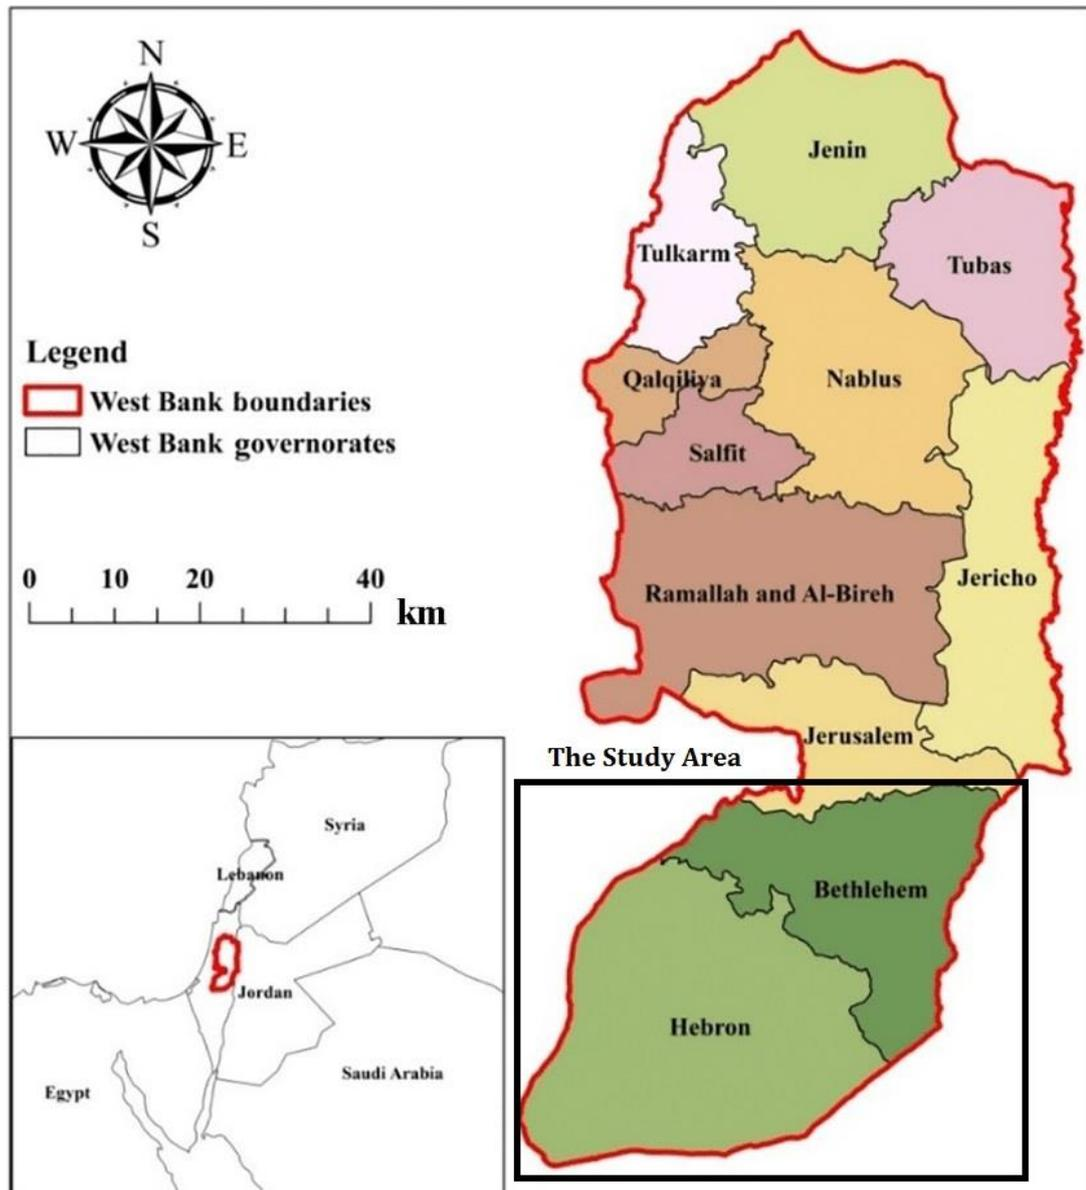 N
W E
S
Legend
West Bank boundaries
West Bank governorates
0 10 20 40
km
Jenin
Tulkarm
Tubas
Qalqiliya
Nablus
Salfit
Ramallah and Al-Bireh
Jericho
Jerusalem
The Study Area
Bethlehem
Hebron
Syria
Lebanon
Jordan
Saudi Arabia
Egypt